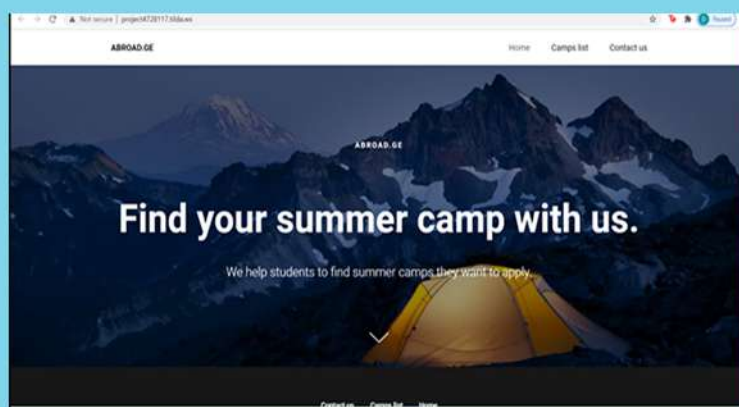 Not secure | project4728117.tilda.ws
ABROAD.GE
Home Camps list Contact us
ABROAD.GE
Find your summer camp with us.
We help students to find summer camps they want to apply.
Contact us Camps list Home